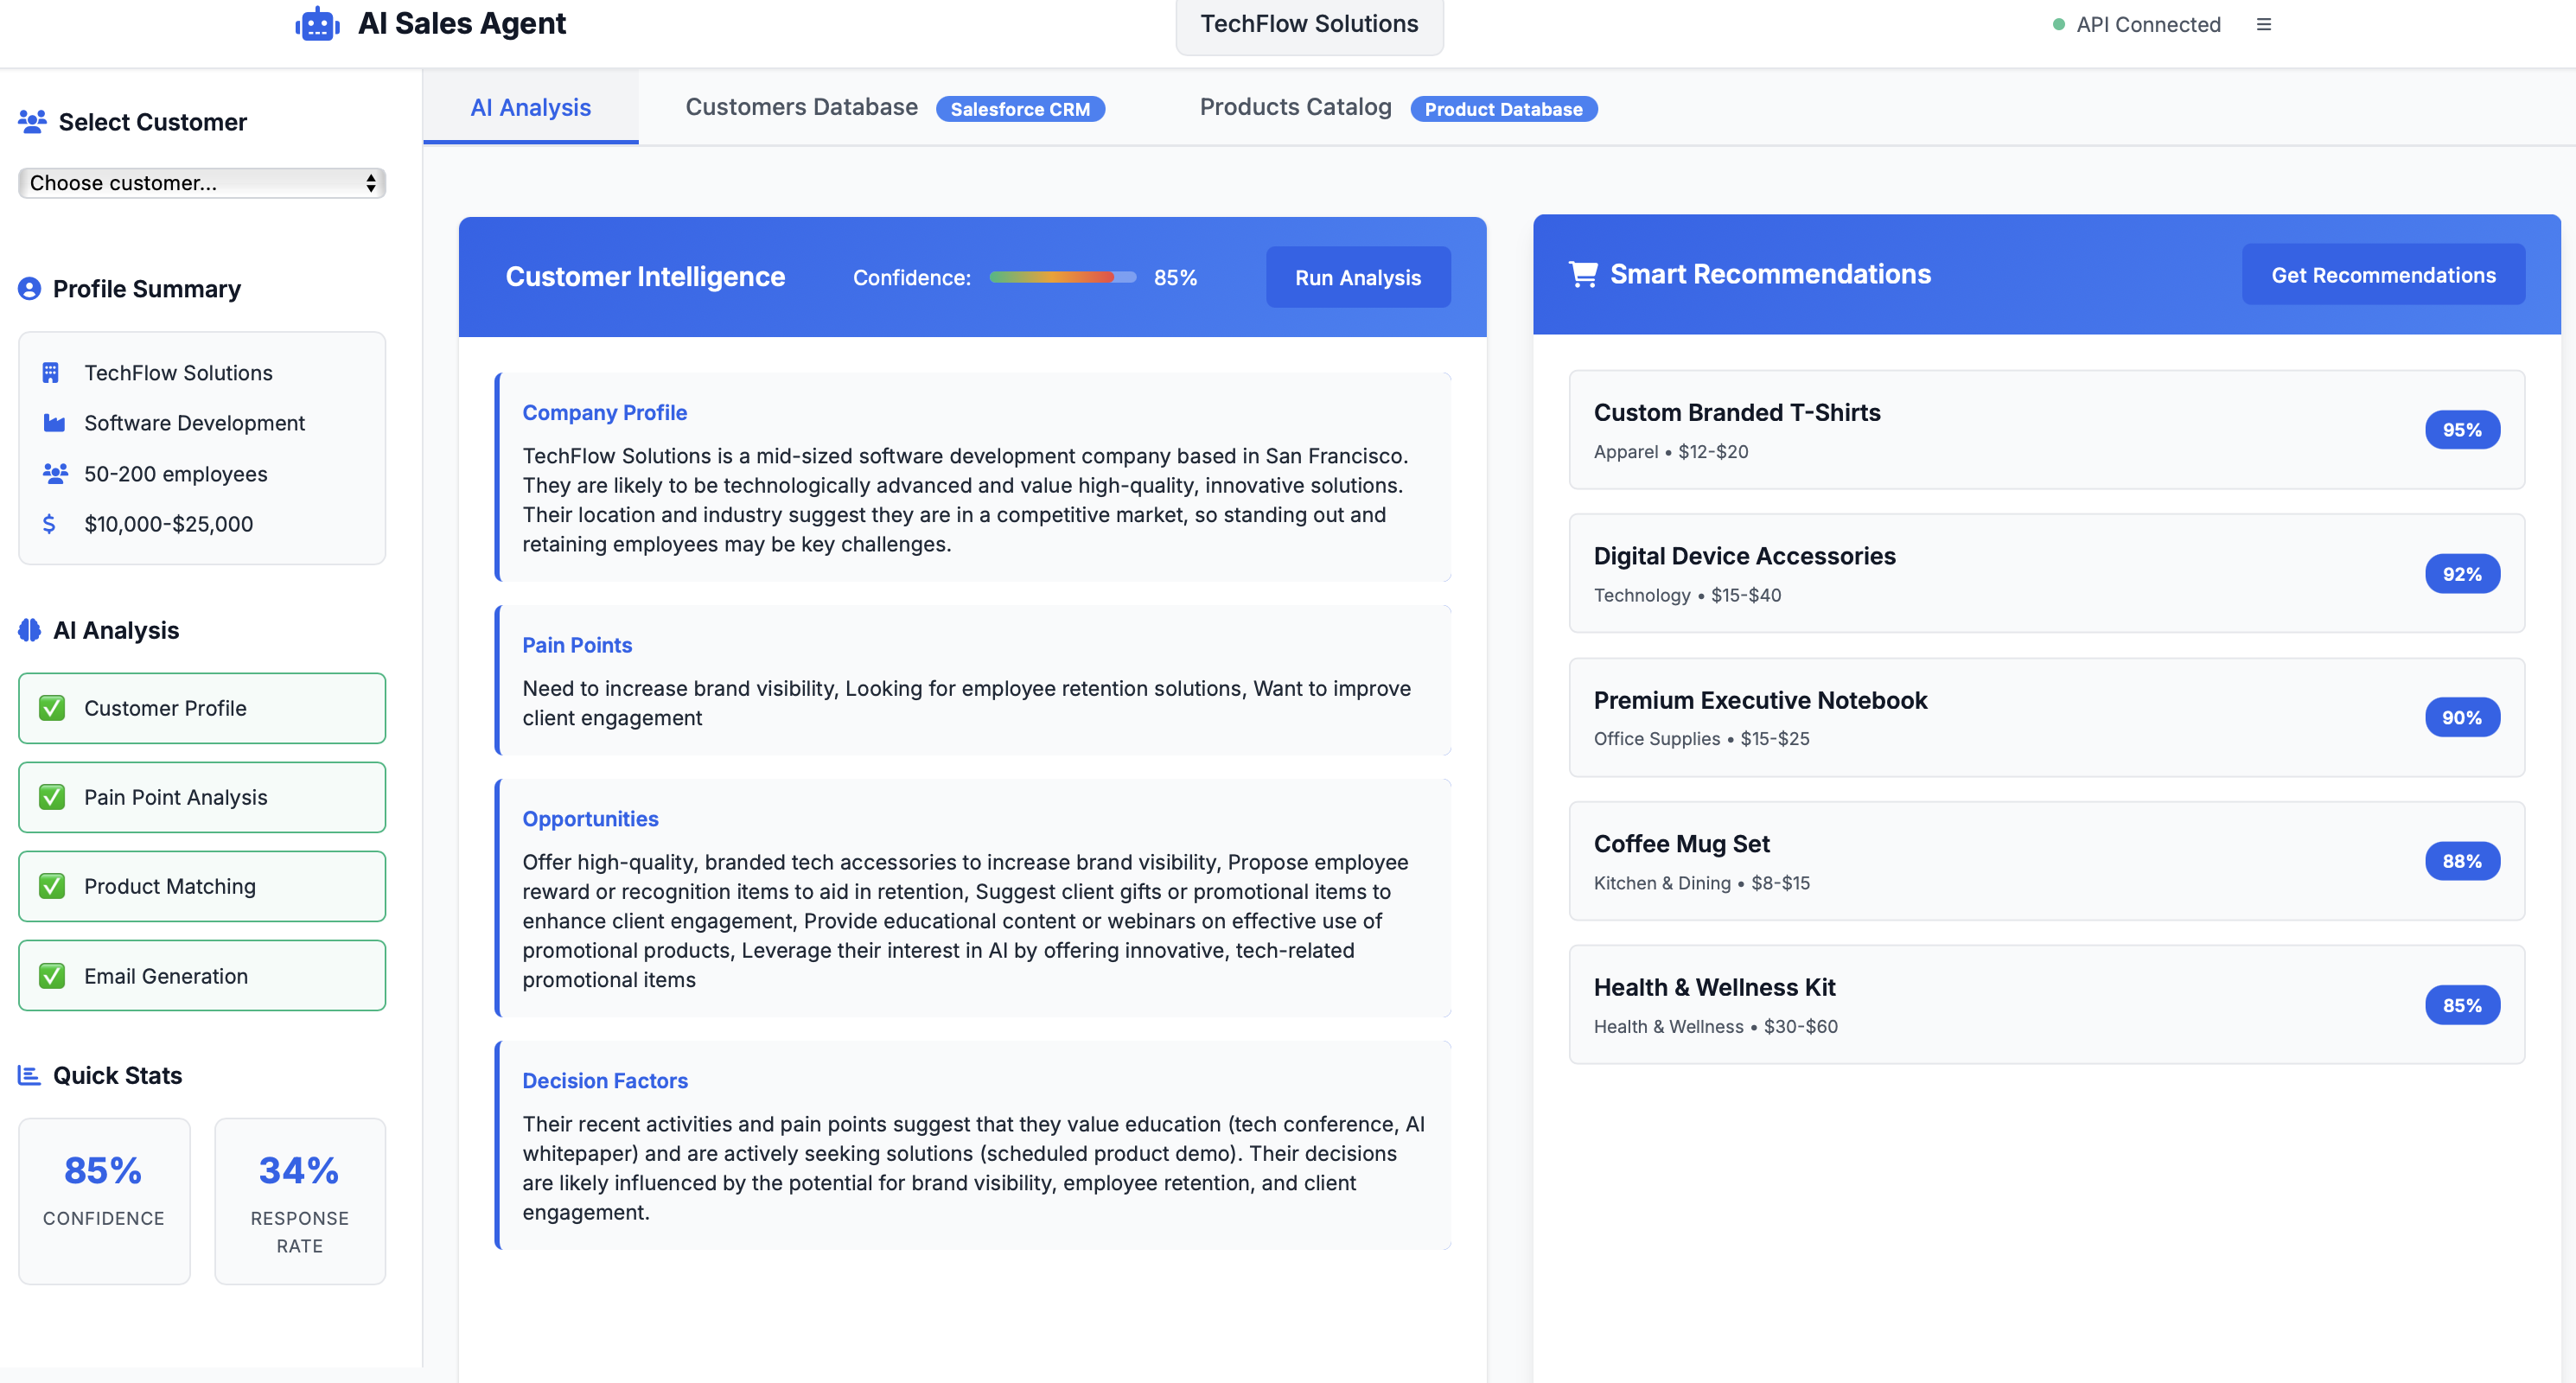 AI Sales Agent
TechFlow Solutions
API Connected
Select Customer
Choose customer...
Profile Summary
TechFlow Solutions
Software Development
50-200 employees
$10,000-$25,000
AI Analysis
Customer Profile
Pain Point Analysis
Product Matching
Email Generation
Quick Stats
85%
CONFIDENCE
34%
RESPONSE
RATE
AI Analysis
Customers Database Salesforce CRM
Products Catalog Product Database
Customer Intelligence
Confidence: 85%
Run Analysis
Company Profile
TechFlow Solutions is a mid-sized software development company based in San Francisco.
They are likely to be technologically advanced and value high-quality, innovative solutions.
Their location and industry suggest they are in a competitive market, so standing out and
retaining employees may be key challenges.
Pain Points
Need to increase brand visibility, Looking for employee retention solutions, Want to improve
client engagement
Opportunities
Offer high-quality, branded tech accessories to increase brand visibility, Propose employee
reward or recognition items to aid in retention, Suggest client gifts or promotional items to
enhance client engagement, Provide educational content or webinars on effective use of
promotional products, Leverage their interest in AI by offering innovative, tech-related
promotional items
Decision Factors
Their recent activities and pain points suggest that they value education (tech conference, AI
whitepaper) and are actively seeking solutions (scheduled product demo). Their decisions
are likely influenced by the potential for brand visibility, employee retention, and client
engagement.
Smart Recommendations
Get Recommendations
Custom Branded T-Shirts
Apparel • $12-$20
95%
Digital Device Accessories
Technology • $15-$40
92%
Premium Executive Notebook
Office Supplies • $15-$25
90%
Coffee Mug Set
Kitchen & Dining • $8-$15
88%
Health & Wellness Kit
Health & Wellness • $30-$60
85%